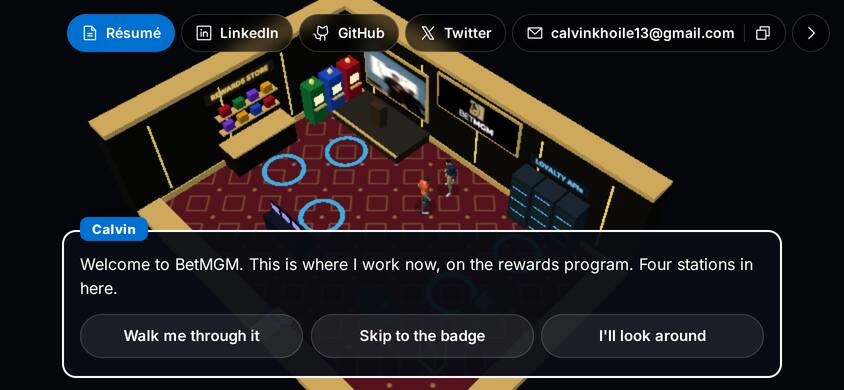 Résumé
LinkedIn
GitHub
Twitter
calvinkhoile13@gmail.com
REWARDS STORE
BETMGM
LOYALTY APIs
Calvin
Welcome to BetMGM. This is where I work now, on the rewards program. Four stations in
here.
Walk me through it
Skip to the badge
I'll look around